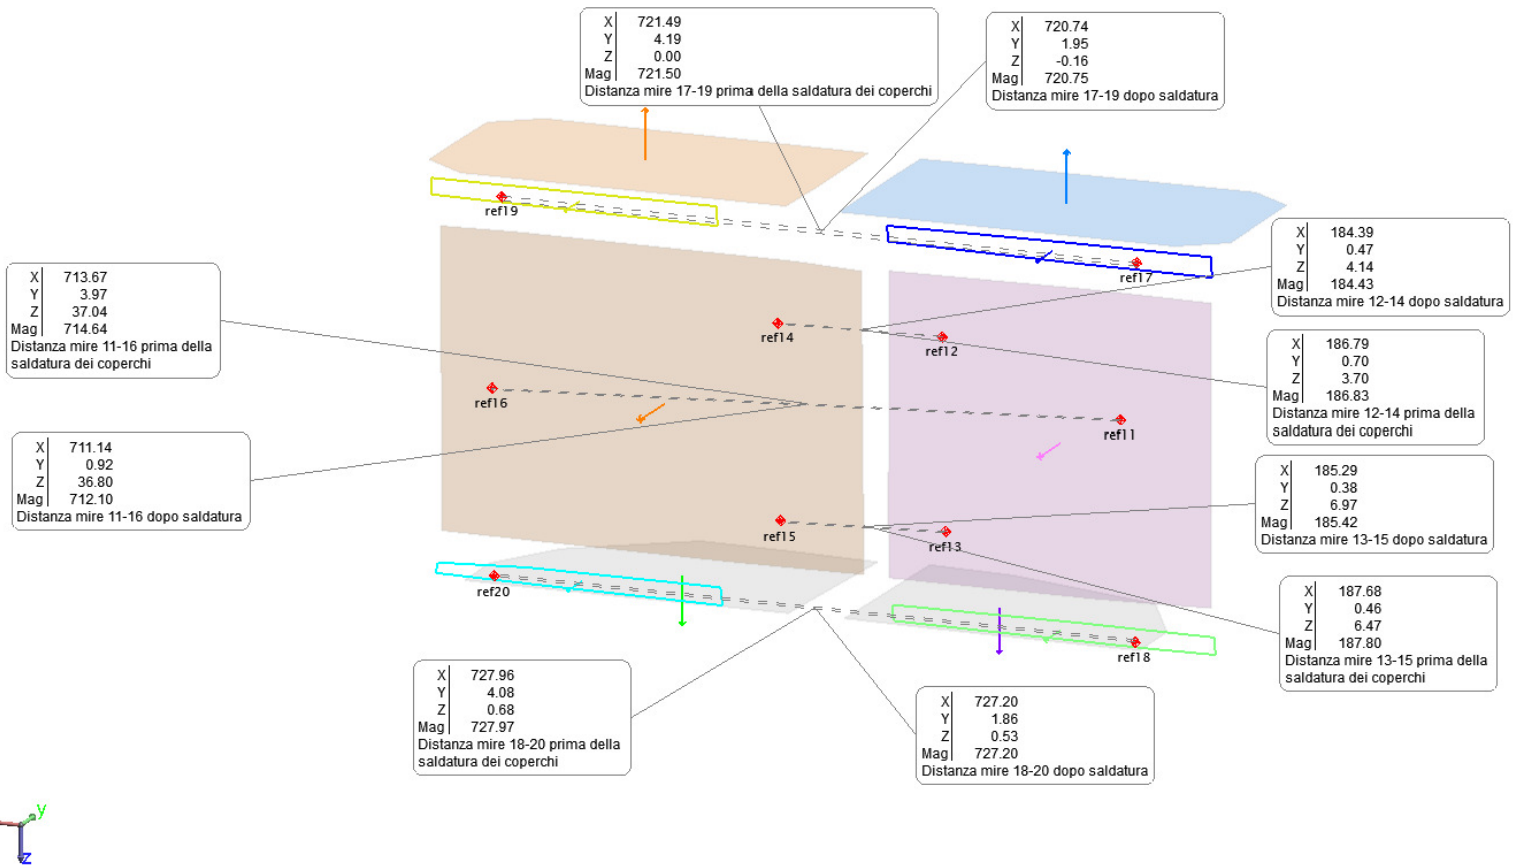 X 721.49
Y 4.19
Z 0.00
Mag 721.50
Distanza mire 17-19 prima della saldatura dei coperchi
X 720.74
Y 1.95
Z -0.16
Mag 720.75
Distanza mire 17-19 dopo saldatura
ref19
ref17
X 184.39
Y 0.47
Z 4.14
Mag 184.43
Distanza mire 12-14 dopo saldatura
X 713.67
Y 3.97
Z 37.04
Mag 714.64
Distanza mire 11-16 prima della
saldatura dei coperchi
ref14
ref12
X 186.79
Y 0.70
Z 3.70
Mag 186.83
Distanza mire 12-14 prima della
saldatura dei coperchi
ref16
ref11
X 711.14
Y 0.92
Z 36.80
Mag 712.10
Distanza mire 11-16 dopo saldatura
X 185.29
Y 0.38
Z 6.97
Mag 185.42
Distanza mire 13-15 dopo saldatura
ref15
ref13
ref20
ref18
X 187.68
Y 0.46
Z 6.47
Mag 187.80
Distanza mire 13-15 prima della
saldatura dei coperchi
X 727.96
Y 4.08
Z 0.68
Mag 727.97
Distanza mire 18-20 prima della
saldatura dei coperchi
X 727.20
Y 1.86
Z 0.53
Mag 727.20
Distanza mire 18-20 dopo saldatura
y
z